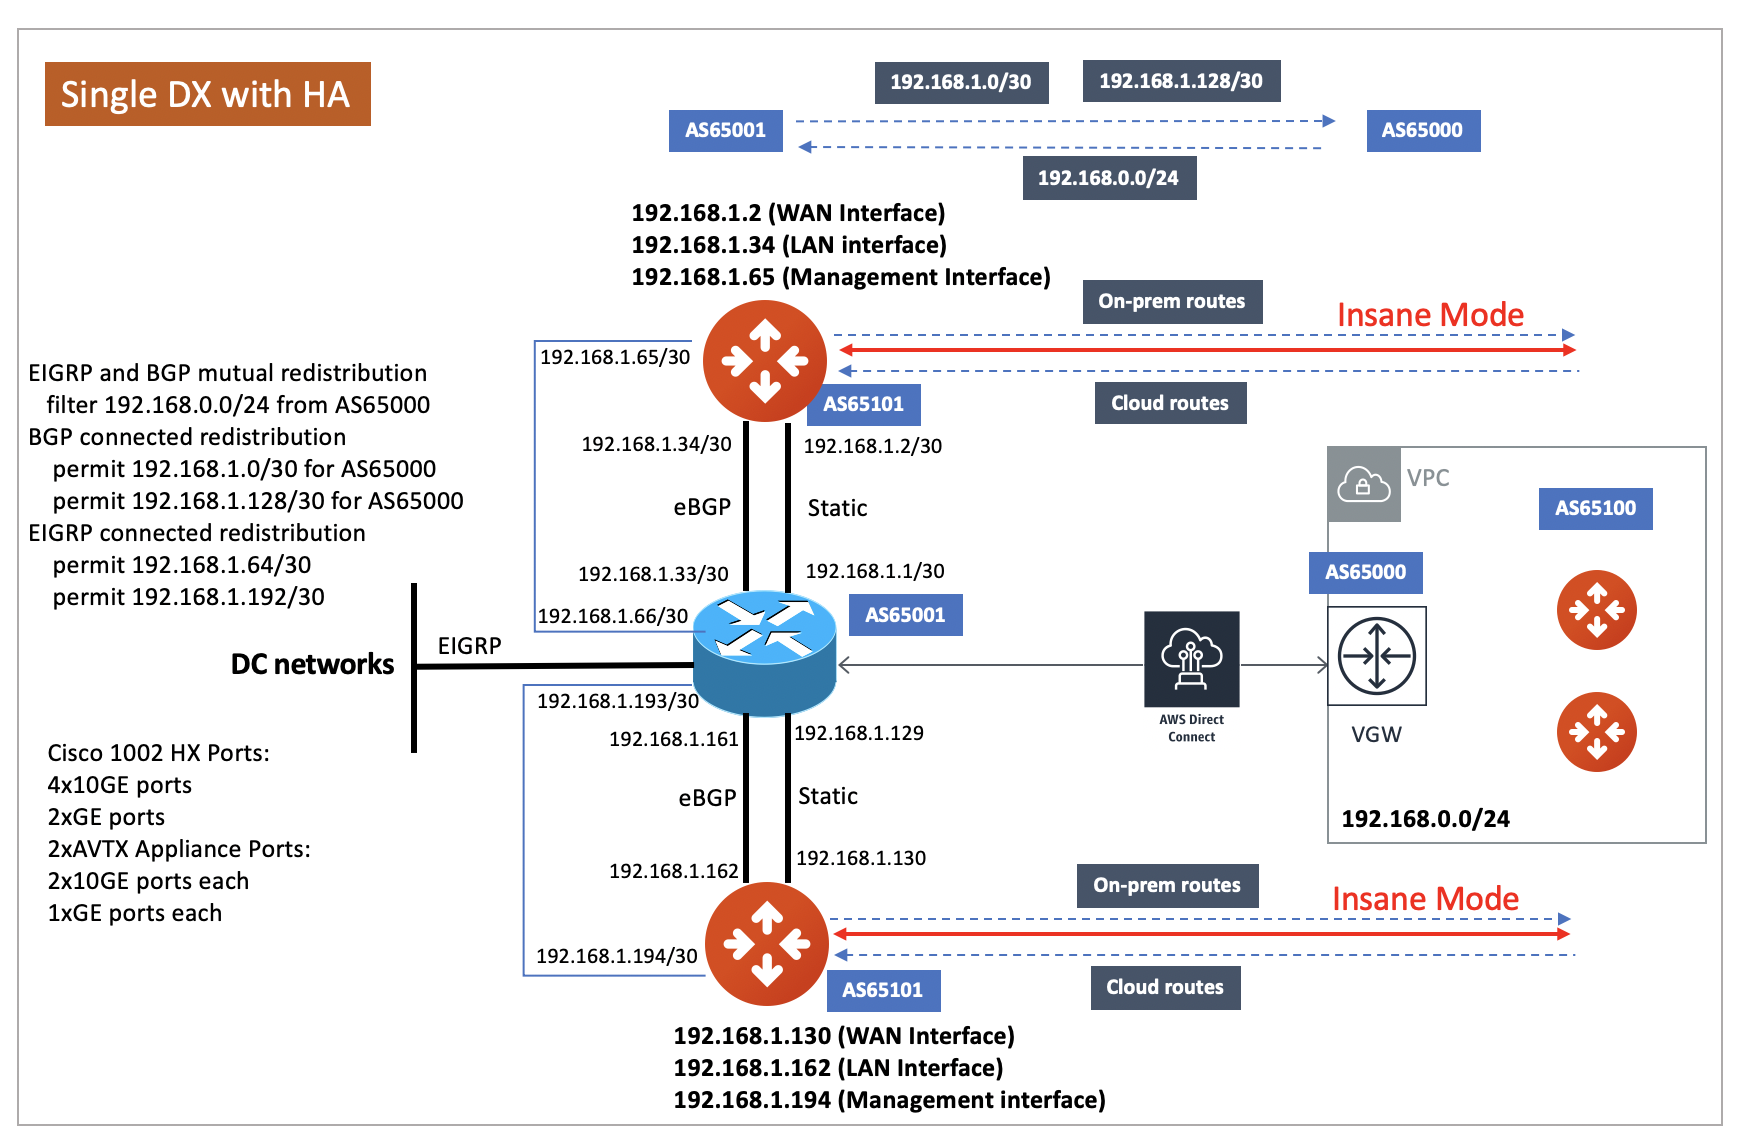 Single DX with HA
192.168.1.0/30
192.168.1.128/30
AS65001
AS65000
192.168.0.0/24
192.168.1.2 (WAN Interface)
192.168.1.34 (LAN interface)
192.168.1.65 (Management Interface)
On-prem routes
Insane Mode
192.168.1.65/30
Cloud routes
AS65101
EIGRP and BGP mutual redistribution
filter 192.168.0.0/24 from AS65000
BGP connected redistribution
permit 192.168.1.0/30 for AS65000
permit 192.168.1.128/30 for AS65000
EIGRP connected redistribution
permit 192.168.1.64/30
permit 192.168.1.192/30
192.168.1.34/30
192.168.1.2/30
eBGP
Static
192.168.1.33/30
192.168.1.1/30
192.168.1.66/30
AS65001
VPC
AS65100
AS65000
EIGRP
DC networks
AWS Direct
Connect
VGW
192.168.0.0/24
192.168.1.193/30
192.168.1.161
192.168.1.129
eBGP
Static
192.168.1.162
192.168.1.130
Cisco 1002 HX Ports:
4x10GE ports
2xGE ports
2xAVTX Appliance Ports:
2x10GE ports each
1xGE ports each
On-prem routes
Insane Mode
192.168.1.194/30
Cloud routes
AS65101
192.168.1.130 (WAN Interface)
192.168.1.162 (LAN Interface)
192.168.1.194 (Management interface)